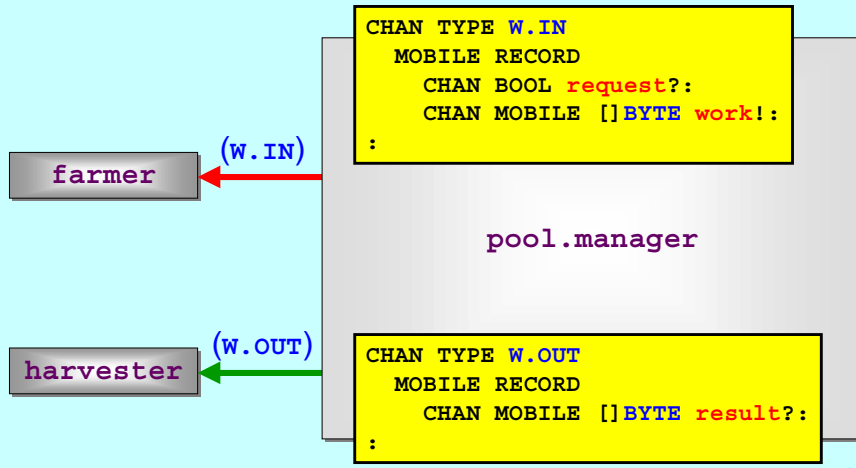 CHAN TYPE W.IN
MOBILE RECORD
CHAN BOOL request?:
CHAN MOBILE []BYTE work!:
:
(W.IN)
farmer
pool.manager
(W.OUT)
harvester
CHAN TYPE W.OUT
MOBILE RECORD
CHAN MOBILE []BYTE result?:
: